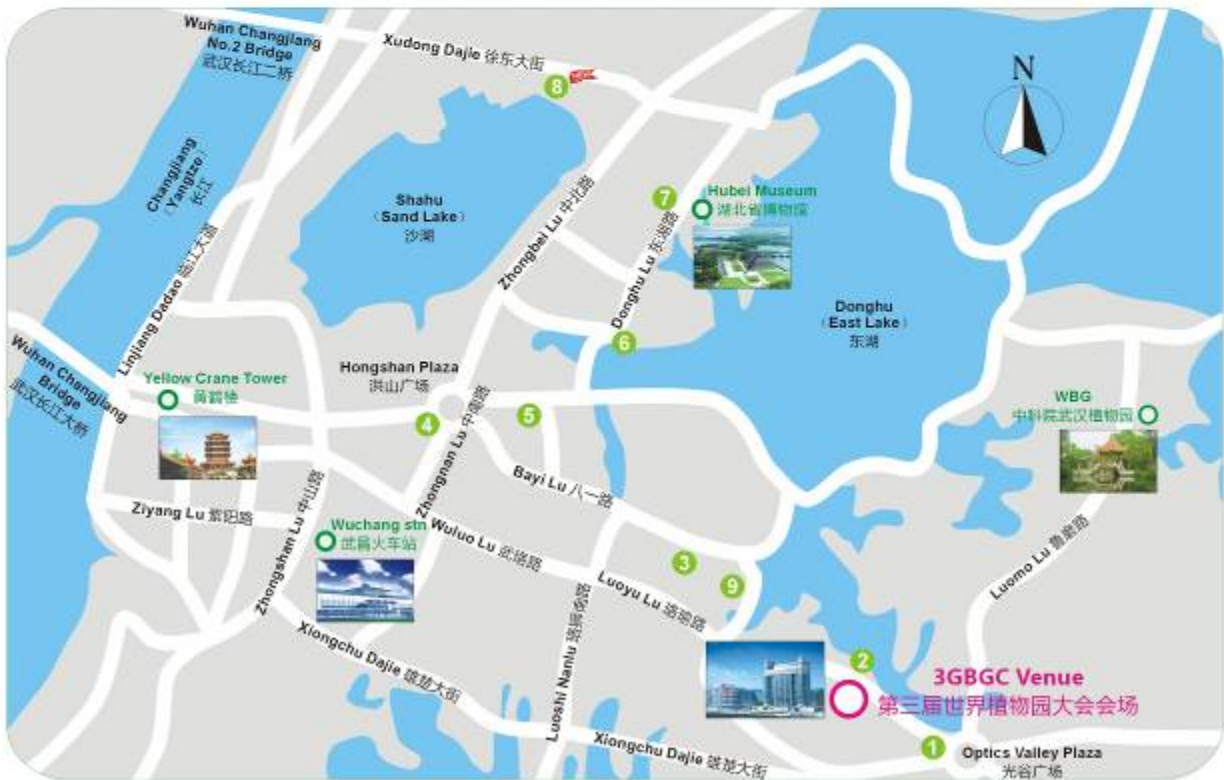 Wuhan Changjiang
No.2 Bridge
武汉长江二桥
Xudong Dajie 徐东大街
8
N
Changjiang
(Yangtze)
长江
Shahu
(Sand Lake)
沙湖
Zhongbei Lu 中北路
7
Hubei Museum
湖北省博物馆
Donghu Lu 东湖路
Linjiang Dadao 临江大道
Donghu
(East Lake)
东湖
6
Wuhan Changjiang
Bridge
武汉长江大桥
Yellow Crane Tower
黄鹤楼
Hongshan Plaza
洪山广场
4
5
Zhongnan Lu 中南路
WBG
中科院武汉植物园
Bayi Lu 八一路
Ziyang Lu 紫阳路
Zhongshan Lu 中山路
Wuchang stn
武昌火车站
Wuluo Lu 武珞路
3
9
Luoyu Lu 珞瑜路
Luomo Lu 鲁磨路
Luoshi Nanlu 珞狮南路
Xiongchu Dajie 雄楚大街
2
3GBGC Venue
第三届世界植物园大会会场
Xiongchu Dajie 雄楚大街
1
Optics Valley Plaza
光谷广场